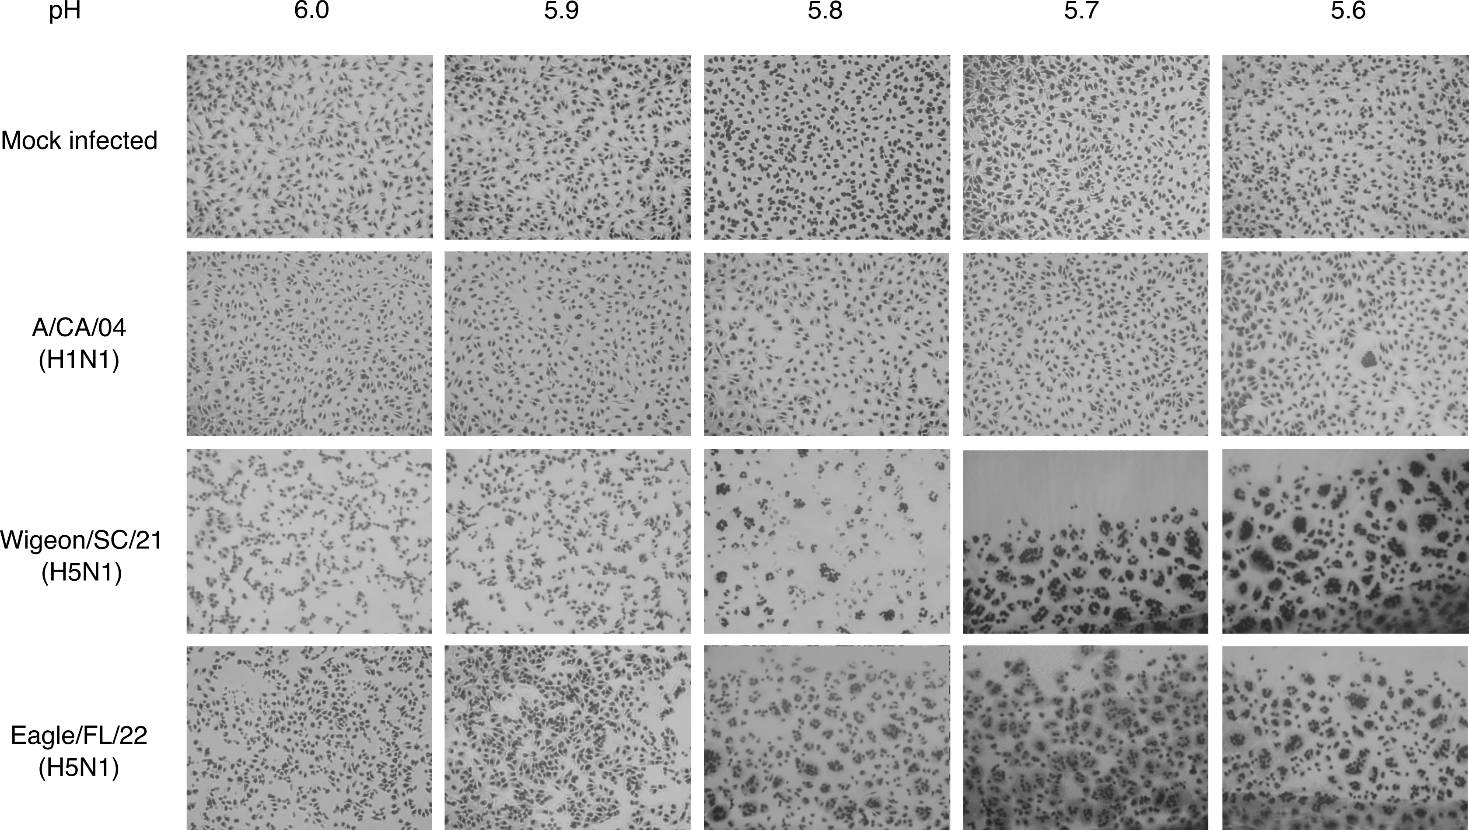 pH 6.0 5.9 5.8 5.7 5.6
Mock infected
A/CA/04
(H1N1)
Wigeon/SC/21
(H5N1)
Eagle/FL/22
(H5N1)